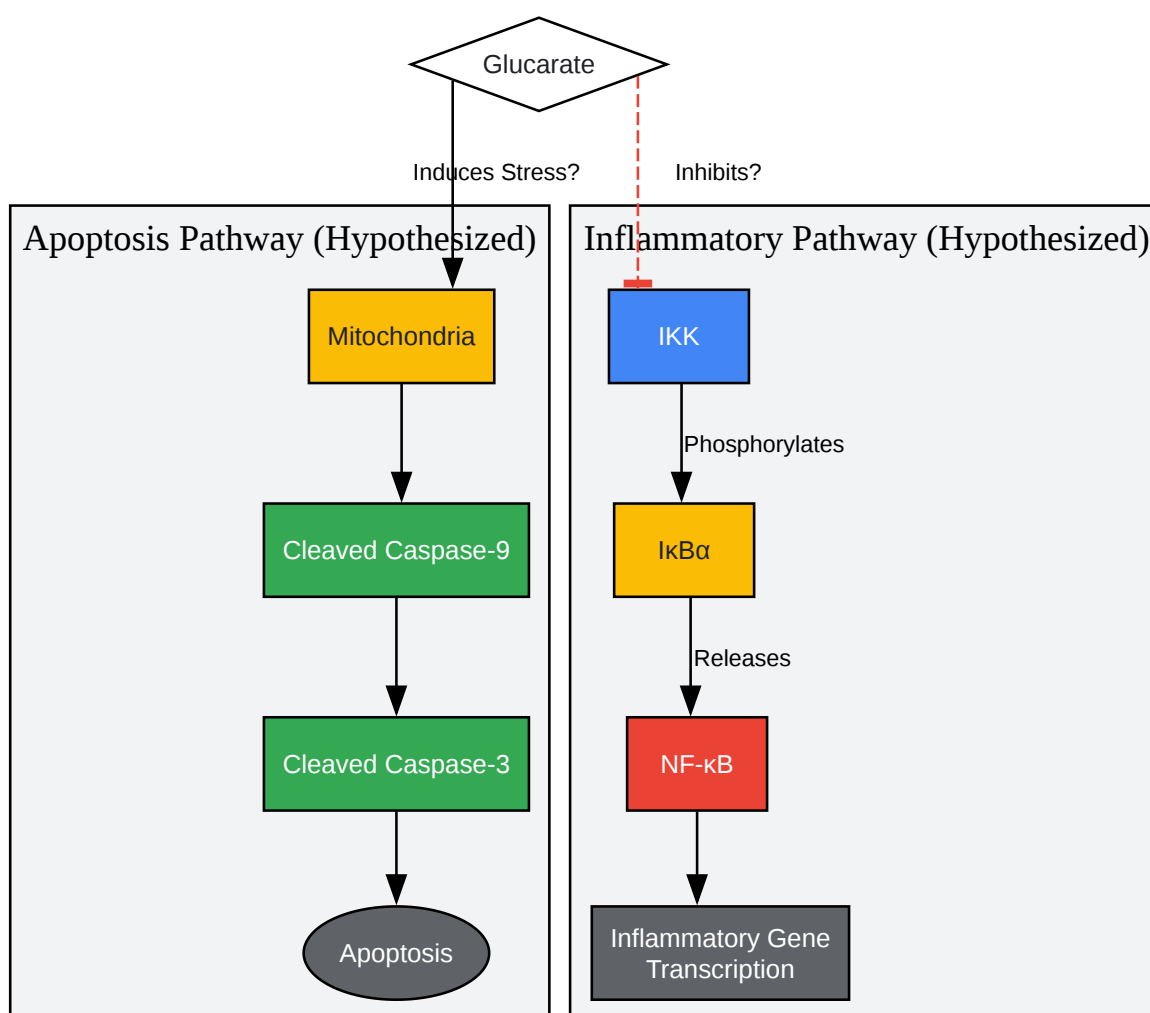 Glucarate
Induces Stress?
Inhibits?
Apoptosis Pathway (Hypothesized)
Inflammatory Pathway (Hypothesized)
Mitochondria
IKK
Phosphorylates
Cleaved Caspase-9
IκBα
Releases
Cleaved Caspase-3
NF-κB
Apoptosis
Inflammatory Gene
Transcription